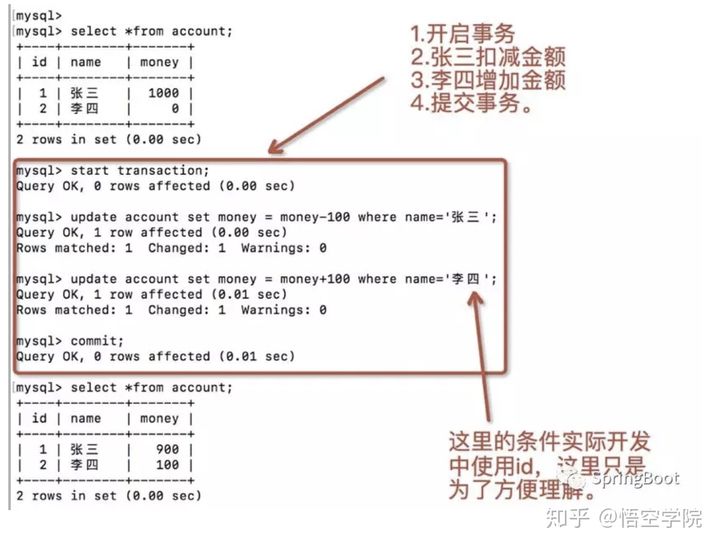 [mysql>
[mysql> select *from account;
+----+--------+-------+
| id | name | money |
+----+--------+-------+
| 1 | 张三 | 1000 |
| 2 | 李四 | 0 |
+----+--------+-------+
2 rows in set (0.00 sec)
mysql> start transaction;
Query OK, 0 rows affected (0.00 sec)
mysql> update account set money = money-100 where name='张三';
Query OK, 1 row affected (0.00 sec)
Rows matched: 1 Changed: 1 Warnings: 0
mysql> update account set money = money+100 where name='李四';
Query OK, 1 row affected (0.01 sec)
Rows matched: 1 Changed: 1 Warnings: 0
mysql> commit;
Query OK, 0 rows affected (0.01 sec)
[mysql> select *from account;
+----+--------+-------+
| id | name | money |
+----+--------+-------+
| 1 | 张三 | 900 |
| 2 | 李四 | 100 |
+----+--------+-------+
2 rows in set (0.00 sec)
1.开启事务
2.张三扣减金额
3.李四增加金额
4.提交事务。
这里的条件实际开发
中使用id，这里只是
为了方便理解。
SpringBoot
知乎 @悟空学院